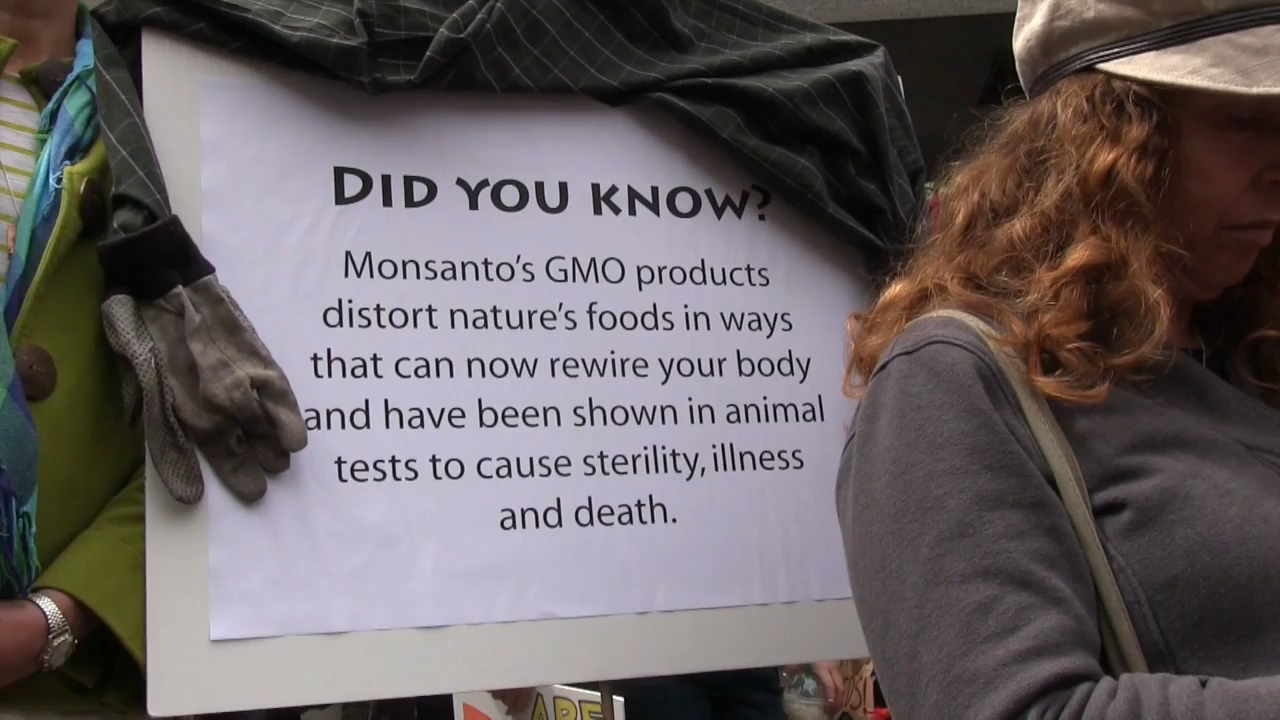 DID YOU KNOW?
Monsanto's GMO products
distort nature's foods in ways
that can now rewire your body
and have been shown in animal
tests to cause sterility, illness
and death.
ARE